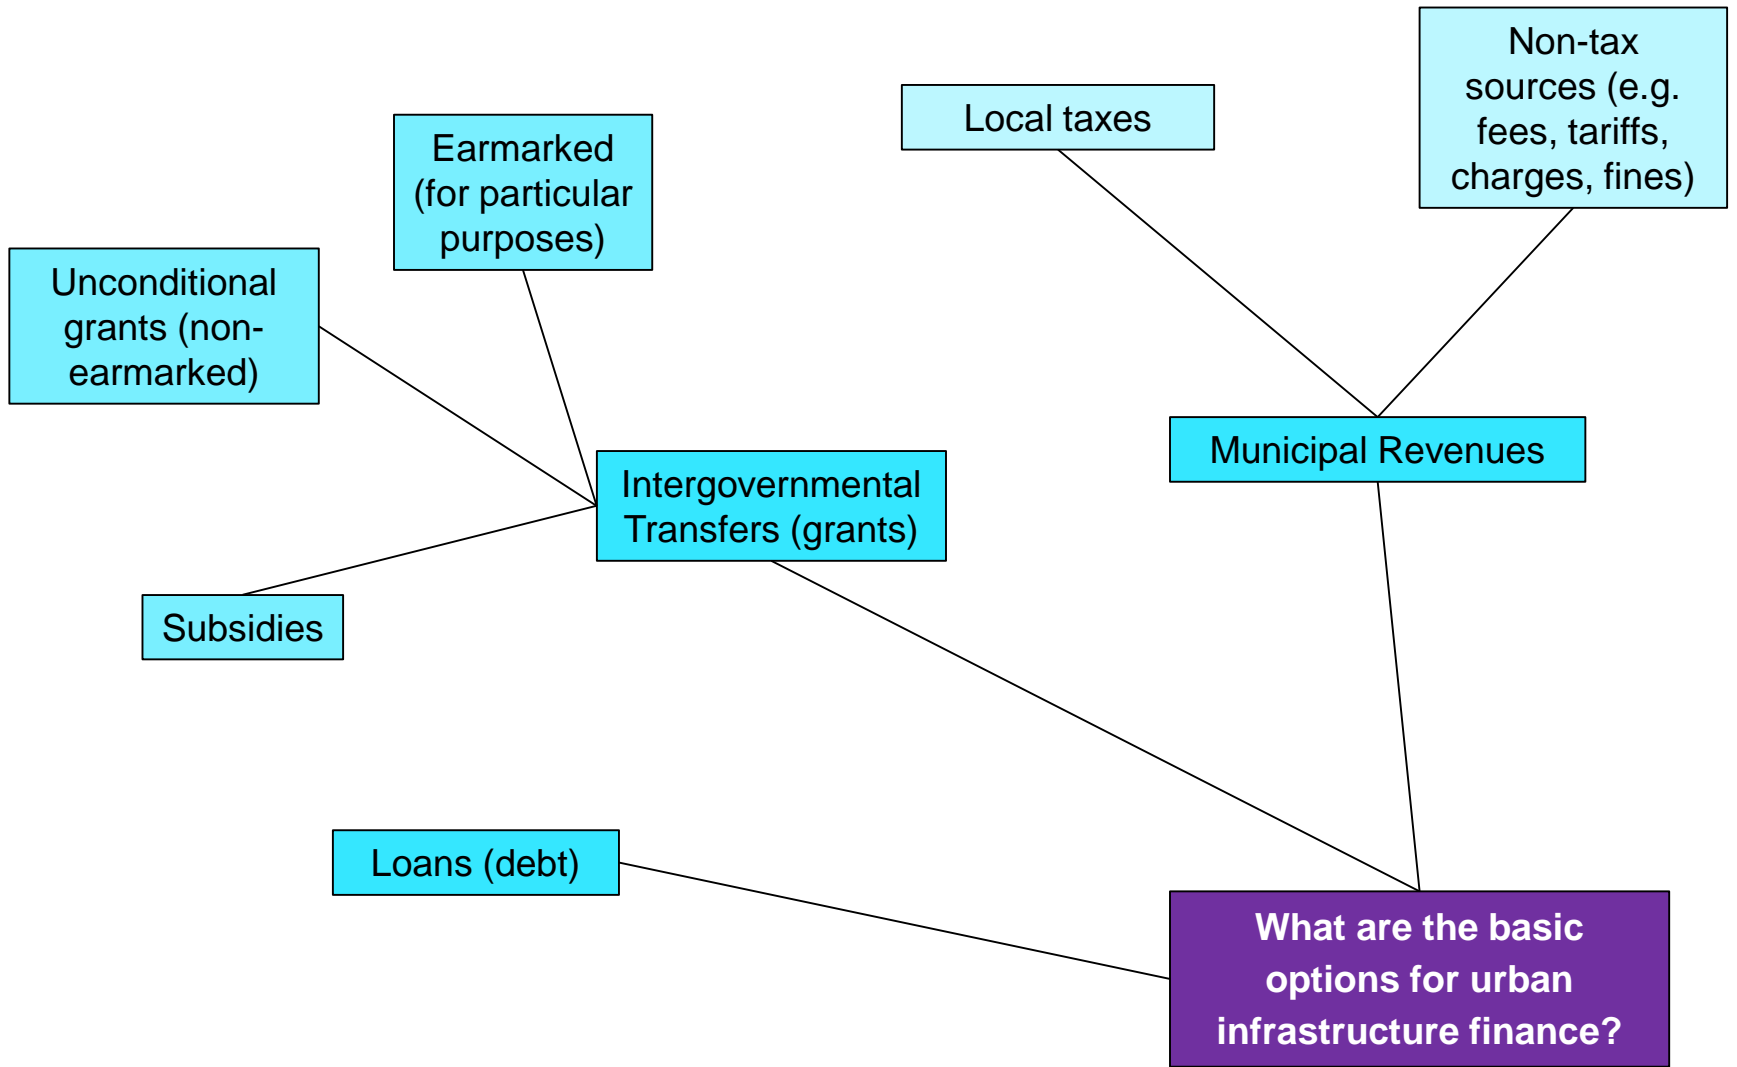 Non-tax
sources (e.g.
fees, tariffs,
charges, fines)
Local taxes
Earmarked
(for particular
purposes)
Unconditional
grants (non-
earmarked)
Municipal Revenues
Intergovernmental
Transfers (grants)
Subsidies
Loans (debt)
What are the basic
options for urban
infrastructure finance?